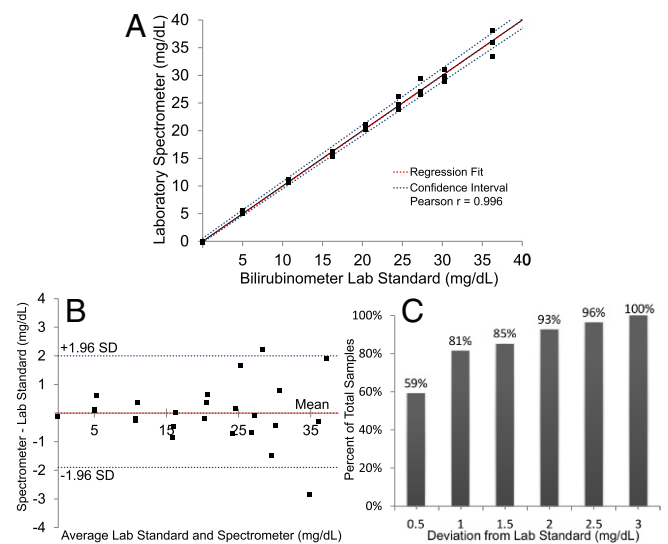 A
Laboratory Spectrometer (mg/dL)
40
35
30
25
20
15
10
5
0
5 10 15 20 25 30 35 40
Bilirubinometer Lab Standard (mg/dL)
Regression Fit
Confidence Interval
Pearson r = 0.996
B
Spectrometer - Lab Standard (mg/dL)
4
3
2
1
-1
-2
-3
-4
+1.96 SD
Mean
-1.96 SD
5 15 25 35
Average Lab Standard and Spectrometer (mg/dL)
C
Percent of Total Samples
100%
80%
60%
40%
20%
0%
59% 81% 85% 93% 96% 100%
0.5 1 1.5 2 2.5 3
Deviation from Lab Standard (mg/dL)